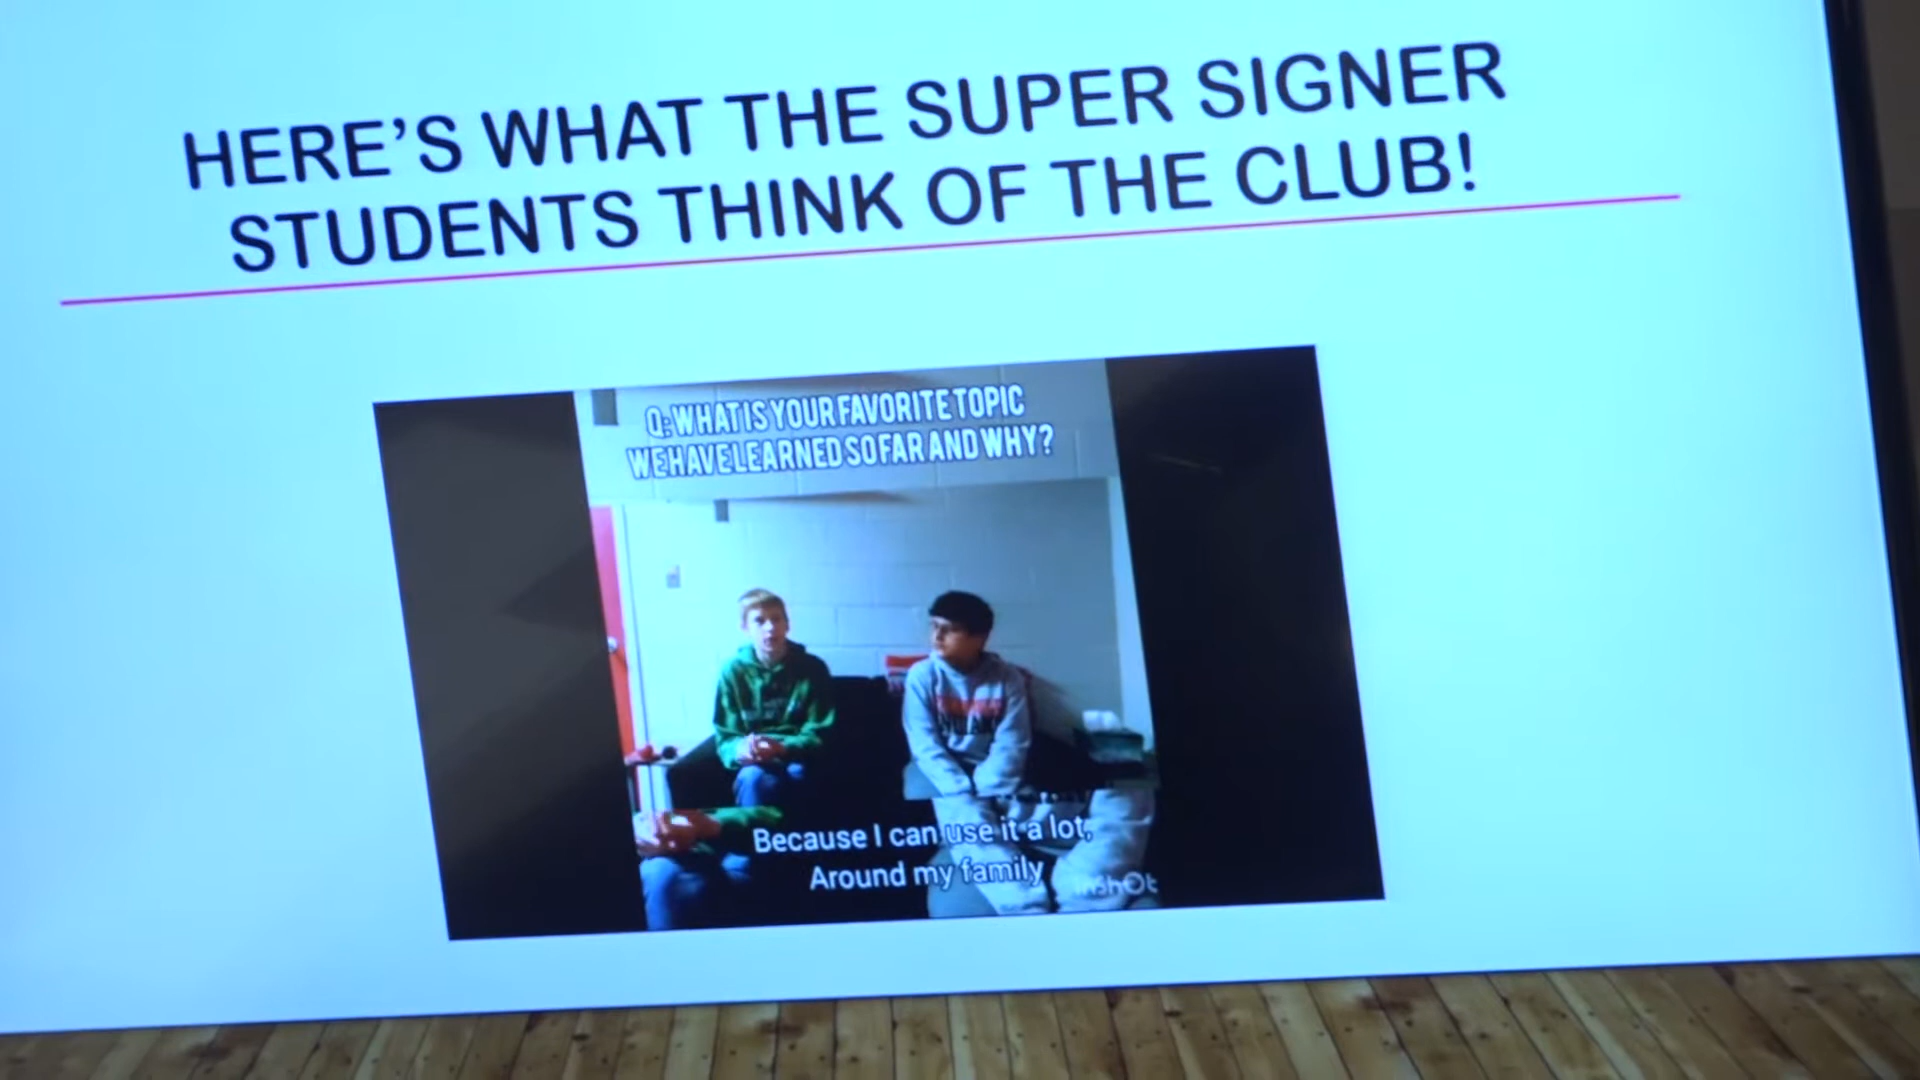 HERE'S WHAT THE SUPER SIGNER
STUDENTS THINK OF THE CLUB!
Q: WHAT IS YOUR FAVORITE TOPIC
WE HAVE LEARNED SO FAR AND WHY?
Because I can use it a lot,
Around my family
InShOt